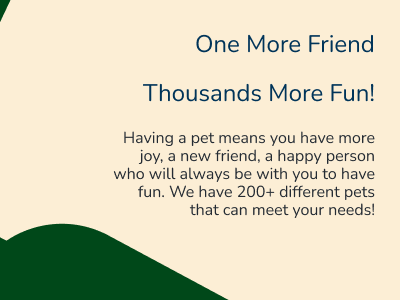 One More Friend
Thousands More Fun!
Having a pet means you have more
joy, a new friend, a happy person
who will always be with you to have
fun. We have 200+ different pets
that can meet your needs!